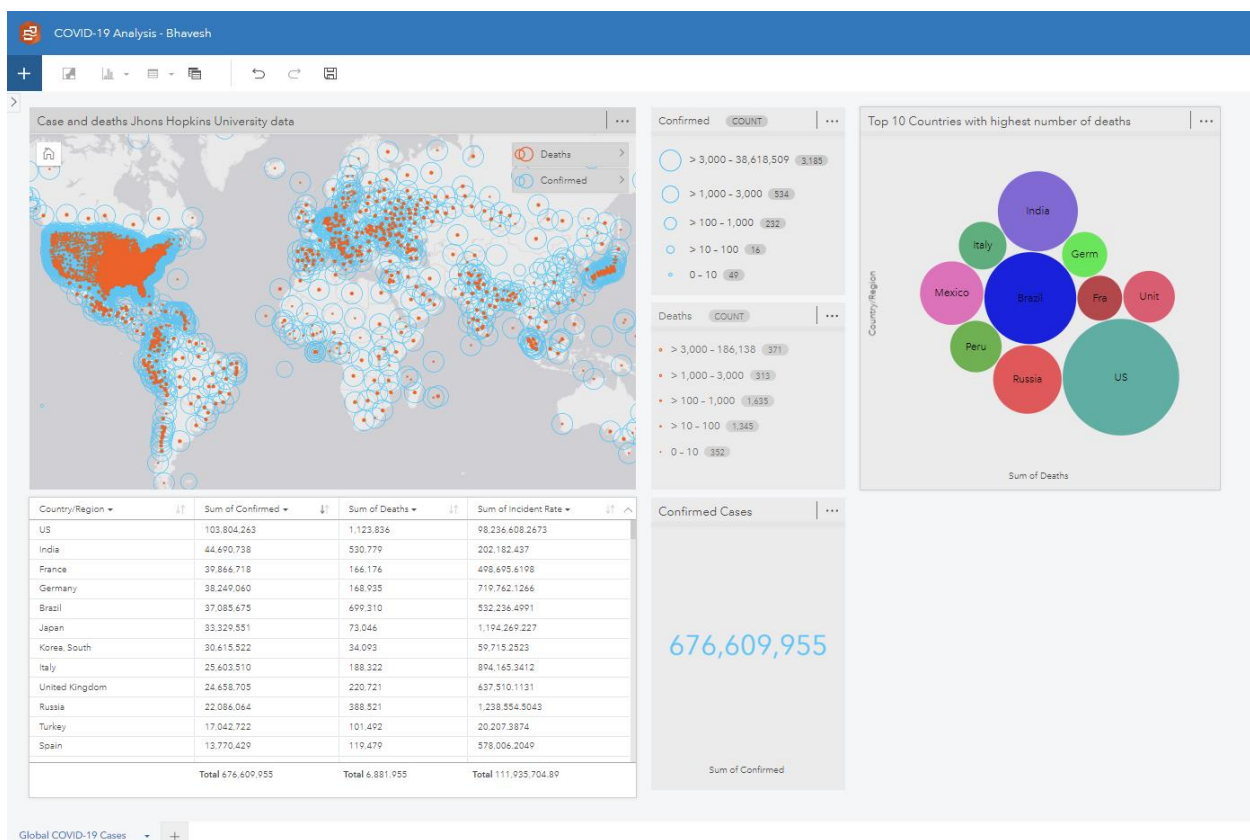 COVID-19 Analysis - Bhavesh
Case and deaths Jhons Hopkins University data
Deaths
Confirmed
Confirmed COUNT
> 3,000 - 38,618,509 3,185
> 1,000 - 3,000 534
> 100 - 1,000 232
> 10 - 100 16
0 - 10 49
Deaths COUNT
> 3,000 - 186,138 371
> 1,000 - 3,000 313
> 100 - 1,000 1,635
> 10 - 100 1,345
0 - 10 352
Top 10 Countries with highest number of deaths
Country/Region
India
Italy
Germ
Mexico
Brazil
Fra
Unit
Peru
Russia
US
Sum of Deaths
Country/Region Sum of Confirmed Sum of Deaths Sum of Incident Rate
US 103,804,263 1,123,836 98,236,608.2673
India 44,690,738 530,779 202,182.437
France 39,866,718 166,176 498,695.6198
Germany 38,249,060 168,935 719,762.1266
Brazil 37,085,675 699,310 532,236.4991
Japan 33,329,551 73,046 1,194,269.227
Korea, South 30,615,522 34,093 59,715.2523
Italy 25,603,510 188,322 894,165.3412
United Kingdom 24,658,705 220,721 637,510.1131
Russia 22,086,064 388,521 1,238,554.5043
Turkey 17,042,722 101,492 20,207.3874
Spain 13,770,429 119,479 578,006.2049
Total 676,609,955 Total 6,881,955 Total 111,935,704.89
Confirmed Cases
676,609,955
Sum of Confirmed
Global COVID-19 Cases